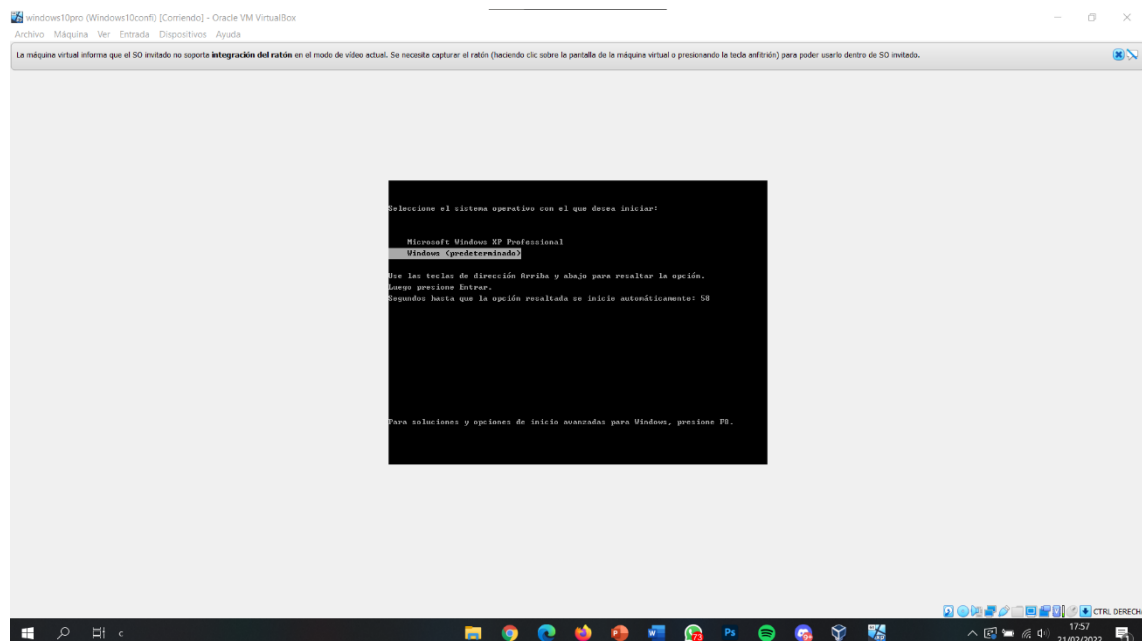 windows10pro (Windows10confi) [Corriendo] - Oracle VM VirtualBox
Archivo Máquina Ver Entrada Dispositivos Ayuda
La máquina virtual informa que el SO invitado no soporta integración del ratón en el modo de vídeo actual. Se necesita capturar el ratón (haciendo clic sobre la pantalla de la máquina virtual o presionando la tecla anfitrión) para poder usarlo dentro de SO invitado.
Seleccione el sistema operativo con el que desea iniciar:
Microsoft Windows XP Professional
Windows (predeterminado)
Use las teclas de dirección Arriba y abajo para resaltar la opción.
Luego presione Entrar.
Segundos hasta que la opción resaltada se inicie automáticamente: 58
Para soluciones y opciones de inicio avanzadas para Windows, presione F8.
CTRL DERECH
73
Ps
17:57
21/02/2022